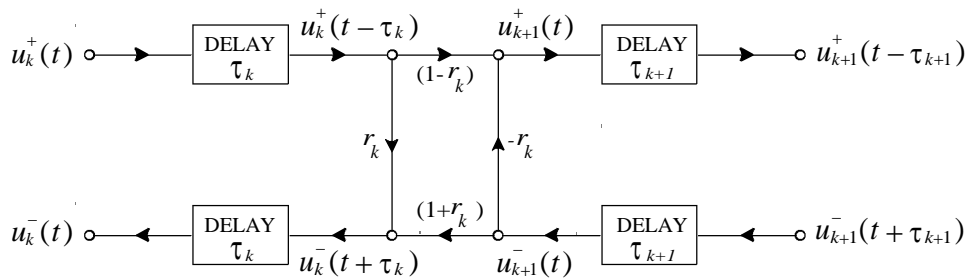 u_k^+(t)
DELAY
τ_k
u_k^+(t − τ_k)
(1-r_k)
u_{k+1}^+(t)
DELAY
τ_{k+1}
u_{k+1}^+(t − τ_{k+1})
r_k
-r_k
u_k^−(t)
DELAY
τ_k
u_k^−(t + τ_k)
(1+r_k)
u_{k+1}^−(t)
DELAY
τ_{k+1}
u_{k+1}^−(t + τ_{k+1})